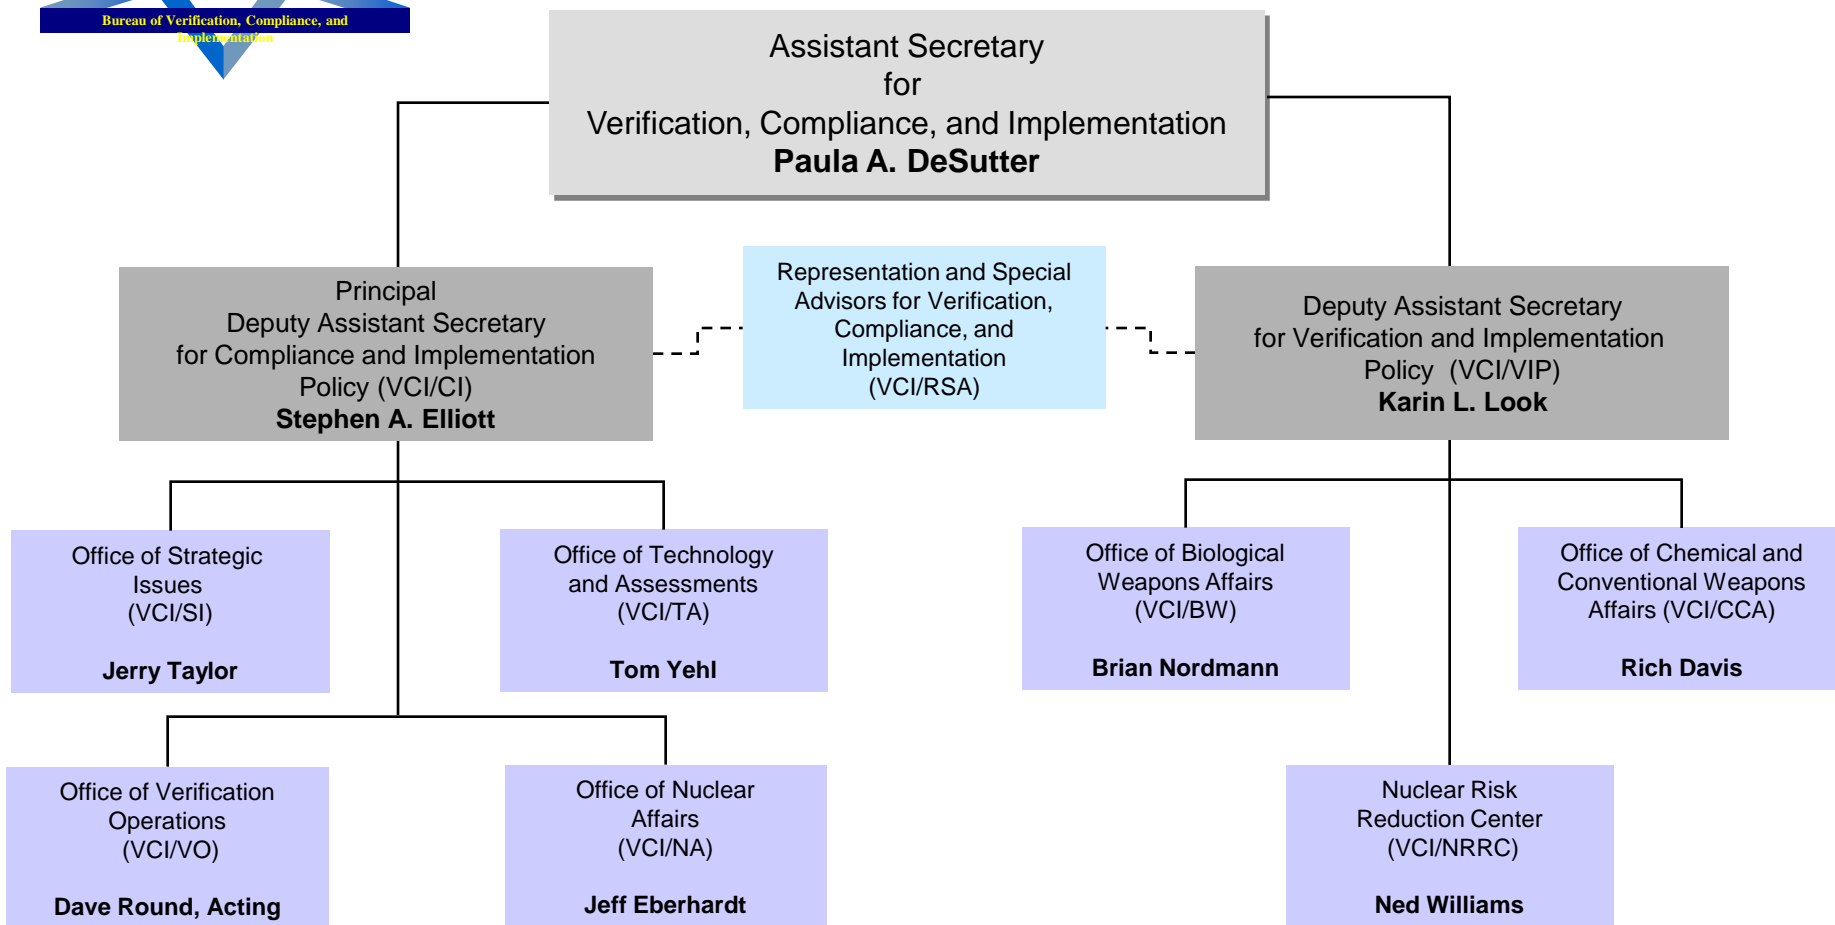 Bureau of Verification, Compliance, and
Implementation
Assistant Secretary
for
Verification, Compliance, and Implementation
Paula A. DeSutter
Principal
Deputy Assistant Secretary
for Compliance and Implementation
Policy (VCI/CI)
Stephen A. Elliott
Representation and Special
Advisors for Verification,
Compliance, and
Implementation
(VCI/RSA)
Deputy Assistant Secretary
for Verification and Implementation
Policy (VCI/VIP)
Karin L. Look
Office of Strategic
Issues
(VCI/SI)
Jerry Taylor
Office of Technology
and Assessments
(VCI/TA)
Tom Yehl
Office of Biological
Weapons Affairs
(VCI/BW)
Brian Nordmann
Office of Chemical and
Conventional Weapons
Affairs (VCI/CCA)
Rich Davis
Office of Verification
Operations
(VCI/VO)
Dave Round, Acting
Office of Nuclear
Affairs
(VCI/NA)
Jeff Eberhardt
Nuclear Risk
Reduction Center
(VCI/NRRC)
Ned Williams